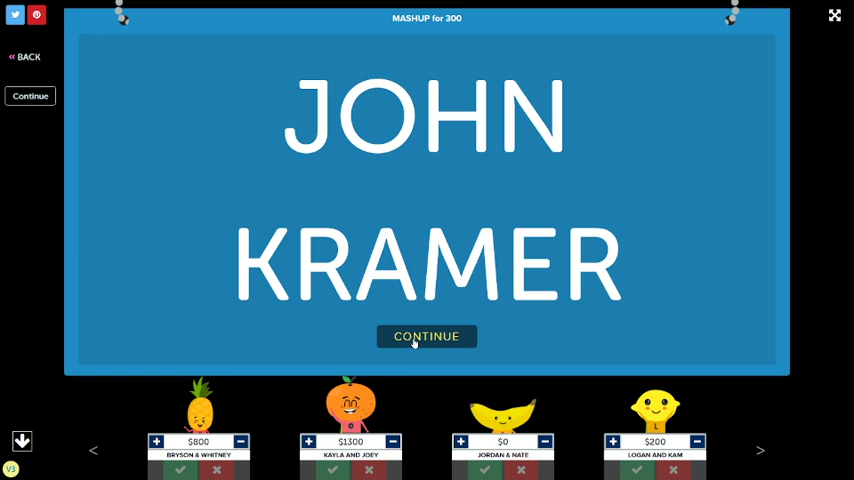 MASHUP for 300
« BACK
Continue
JOHN
KRAMER
CONTINUE
+ $800 −
+ $1300 −
+ $0 −
+ $200 −
BRYSON & WHITNEY
KAYLA AND JOEY
JORDAN & NATE
LOGAN AND KAM
< >
V3